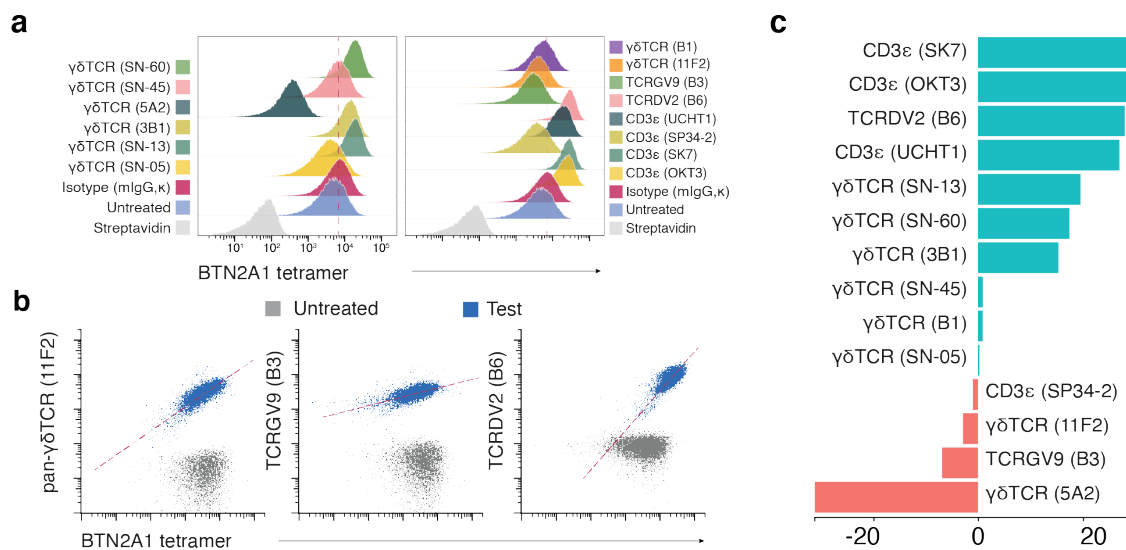 a
γδTCR (SN-60)
γδTCR (SN-45)
γδTCR (5A2)
γδTCR (3B1)
γδTCR (SN-13)
γδTCR (SN-05)
Isotype (mIgG,κ)
Untreated
Streptavidin
10¹ 10² 10³ 10⁴ 10⁵
BTN2A1 tetramer
γδTCR (B1)
γδTCR (11F2)
TCRGV9 (B3)
TCRDV2 (B6)
CD3ε (UCHT1)
CD3ε (SP34-2)
CD3ε (SK7)
CD3ε (OKT3)
Isotype (mIgG,κ)
Untreated
Streptavidin
b
Untreated
Test
pan-γδTCR (11F2)
TCRGV9 (B3)
TCRDV2 (B6)
BTN2A1 tetramer
c
CD3ε (SK7)
CD3ε (OKT3)
TCRDV2 (B6)
CD3ε (UCHT1)
γδTCR (SN-13)
γδTCR (SN-60)
γδTCR (3B1)
γδTCR (SN-45)
γδTCR (B1)
γδTCR (SN-05)
CD3ε (SP34-2)
γδTCR (11F2)
TCRGV9 (B3)
γδTCR (5A2)
-20 0 20